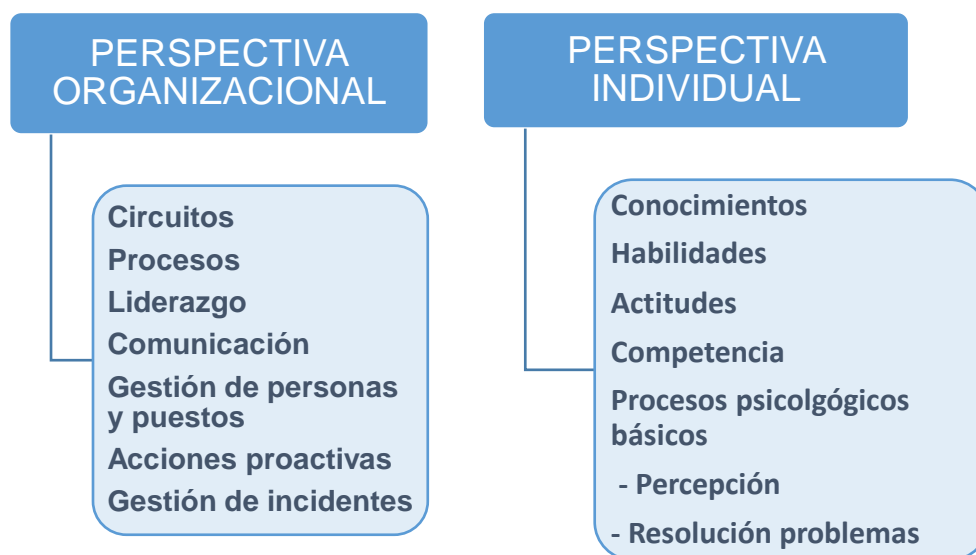 PERSPECTIVA
ORGANIZACIONAL
Circuitos
Procesos
Liderazgo
Comunicación
Gestión de personas
y puestos
Acciones proactivas
Gestión de incidentes
PERSPECTIVA
INDIVIDUAL
Conocimientos
Habilidades
Actitudes
Competencia
Procesos psicolgógicos
básicos
- Percepción
- Resolución problemas